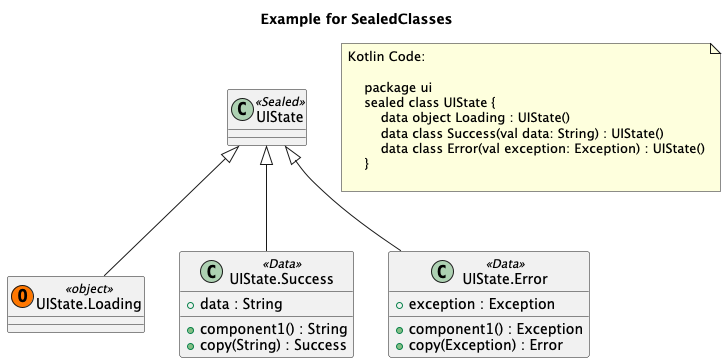 Example for SealedClasses
Kotlin Code:
package ui
sealed class UIState {
data object Loading : UIState()
data class Success(val data: String) : UIState()
data class Error(val exception: Exception) : UIState()
}
C «Sealed»
UIState
O «object»
UIState.Loading
C «Data»
UIState.Success
data : String
component1() : String
copy(String) : Success
C «Data»
UIState.Error
exception : Exception
component1() : Exception
copy(Exception) : Error